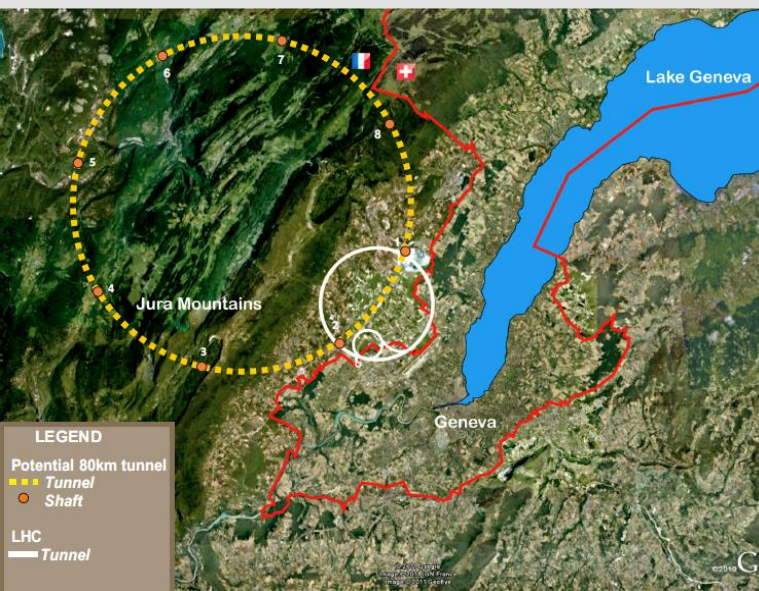 7
6
Lake Geneva
8
5
1
4
Jura Mountains
2
3
Geneva
LEGEND
Potential 80km tunnel
Tunnel
Shaft
LHC
Tunnel
©2010 G